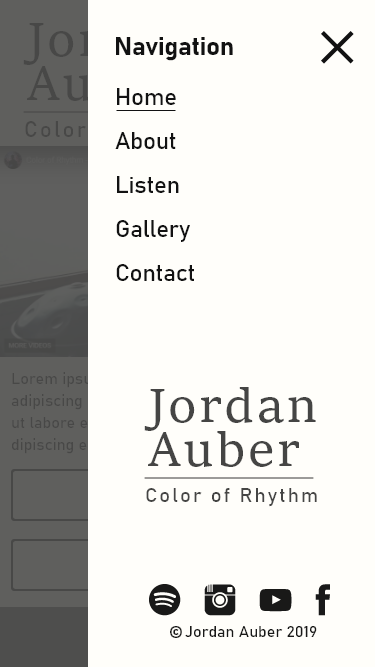 Navigation
Home
About
Listen
Gallery
Contact
Jordan
Auber
Color of Rhythm
© Jordan Auber 2019
Jor
Au
Color
Lorem ipsu
adipiscing
ut labore e
dipiscing e